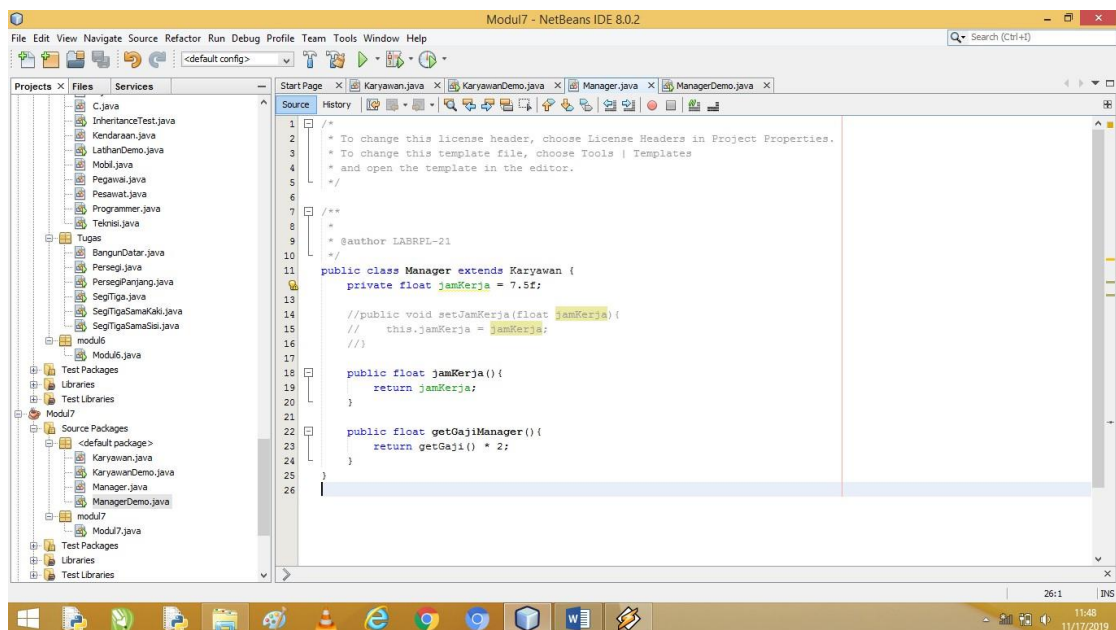 Modul7 - NetBeans IDE 8.0.2
File Edit View Navigate Source Refactor Run Debug Profile Team Tools Window Help
Search (Ctrl+I)
<default config>
Projects Files Services
Start Page Karyawan.java KaryawanDemo.java Manager.java ManagerDemo.java
Source History
C.java
InheritanceTest.java
Kendaraan.java
LatihanDemo.java
Mobil.java
Pegawai.java
Pesawat.java
Programmer.java
Teknisi.java
Tugas
BangunDatar.java
Persegi.java
PersegiPanjang.java
SegiTiga.java
SegiTigaSamaKaki.java
SegiTigaSamaSisi.java
modul6
Modul6.java
Test Packages
Libraries
Test Libraries
Modul7
Source Packages
<default package>
Karyawan.java
KaryawanDemo.java
Manager.java
ManagerDemo.java
modul7
Modul7.java
Test Packages
Libraries
Test Libraries
1 /*
2 * To change this license header, choose License Headers in Project Properties.
3 * To change this template file, choose Tools | Templates
4 * and open the template in the editor.
5 */
6
7 /**
8 *
9 * @author LABRPL-21
10 */
11 public class Manager extends Karyawan {
private float jamKerja = 7.5f;
13
14 //public void setJamKerja(float jamKerja){
15 // this.jamKerja = jamKerja;
16 //}
17
18 public float jamKerja(){
19 return jamKerja;
20 }
21
22 public float getGajiManager(){
23 return getGaji() * 2;
24 }
25 }
26
26:1 INS
11:48
11/17/2019